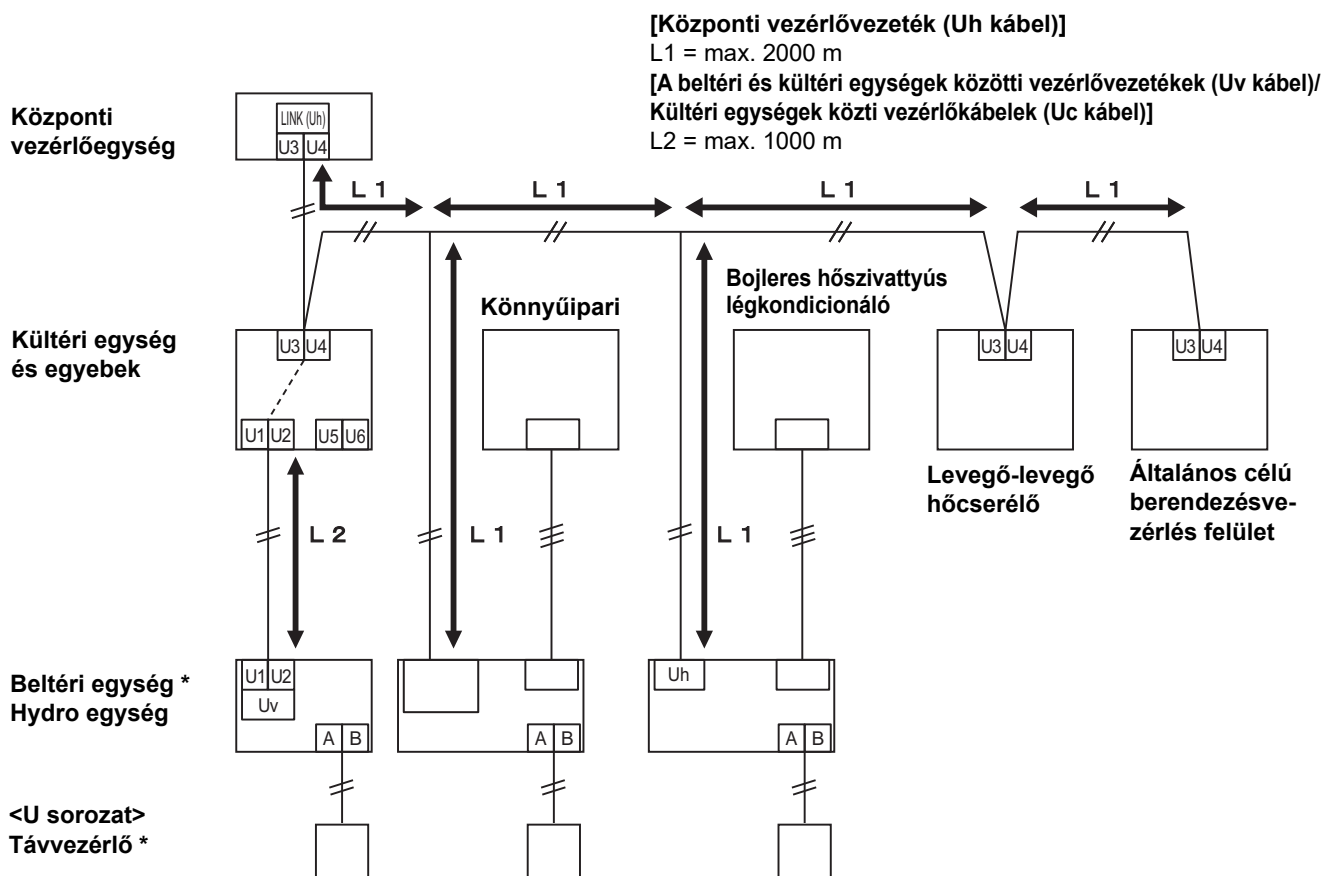 [Központi vezérlővezeték (Uh kábel)]
L1 = max. 2000 m
[A beltéri és kültéri egységek közötti vezérlővezetékek (Uv kábel)/
Kültéri egységek közti vezérlőkábelek (Uc kábel)]
L2 = max. 1000 m
Központi
vezérlőegység
LINK (Uh)
U3 U4
L 1
L 1
L 1
L 1
Könnyűipari
Bojleres hőszivattyús
légkondicionáló
Kültéri egység
és egyebek
U3 U4
U3 U4
U3 U4
U1 U2
U5 U6
Levegő-levegő
hőcserélő
Általános célú
berendezésve-
zérlés felület
L 2
L 1
L 1
Beltéri egység *
Hydro egység
U1 U2
Uv
Uh
A B
A B
A B
<U sorozat>
Távvezérlő *